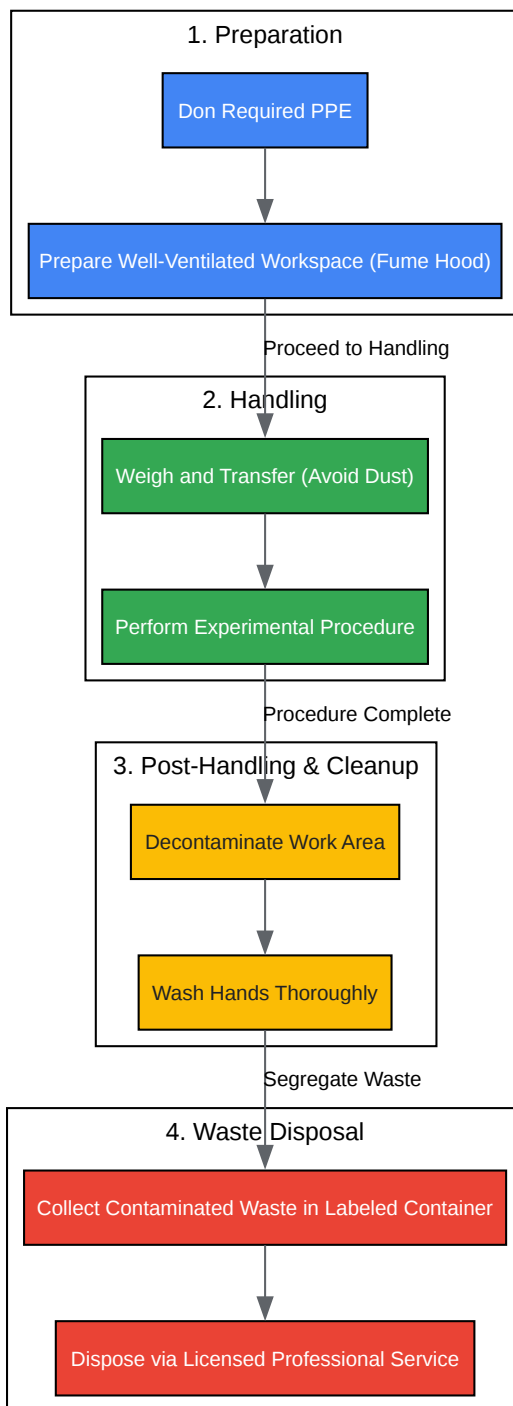 1. Preparation
Don Required PPE
Prepare Well-Ventilated Workspace (Fume Hood)
Proceed to Handling
2. Handling
Weigh and Transfer (Avoid Dust)
Perform Experimental Procedure
Procedure Complete
3. Post-Handling & Cleanup
Decontaminate Work Area
Wash Hands Thoroughly
Segregate Waste
4. Waste Disposal
Collect Contaminated Waste in Labeled Container
Dispose via Licensed Professional Service